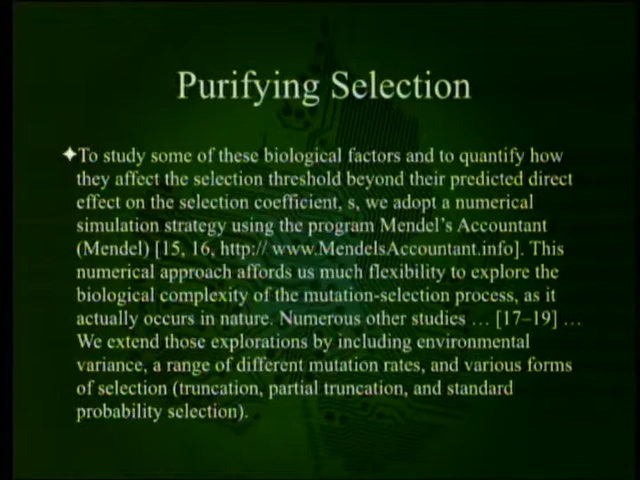 Purifying Selection
✦To study some of these biological factors and to quantify how
they affect the selection threshold beyond their predicted direct
effect on the selection coefficient, s, we adopt a numerical
simulation strategy using the program Mendel's Accountant
(Mendel) [15, 16, http:// www.MendelsAccountant.info]. This
numerical approach affords us much flexibility to explore the
biological complexity of the mutation-selection process, as it
actually occurs in nature. Numerous other studies … [17–19] …
We extend those explorations by including environmental
variance, a range of different mutation rates, and various forms
of selection (truncation, partial truncation, and standard
probability selection).